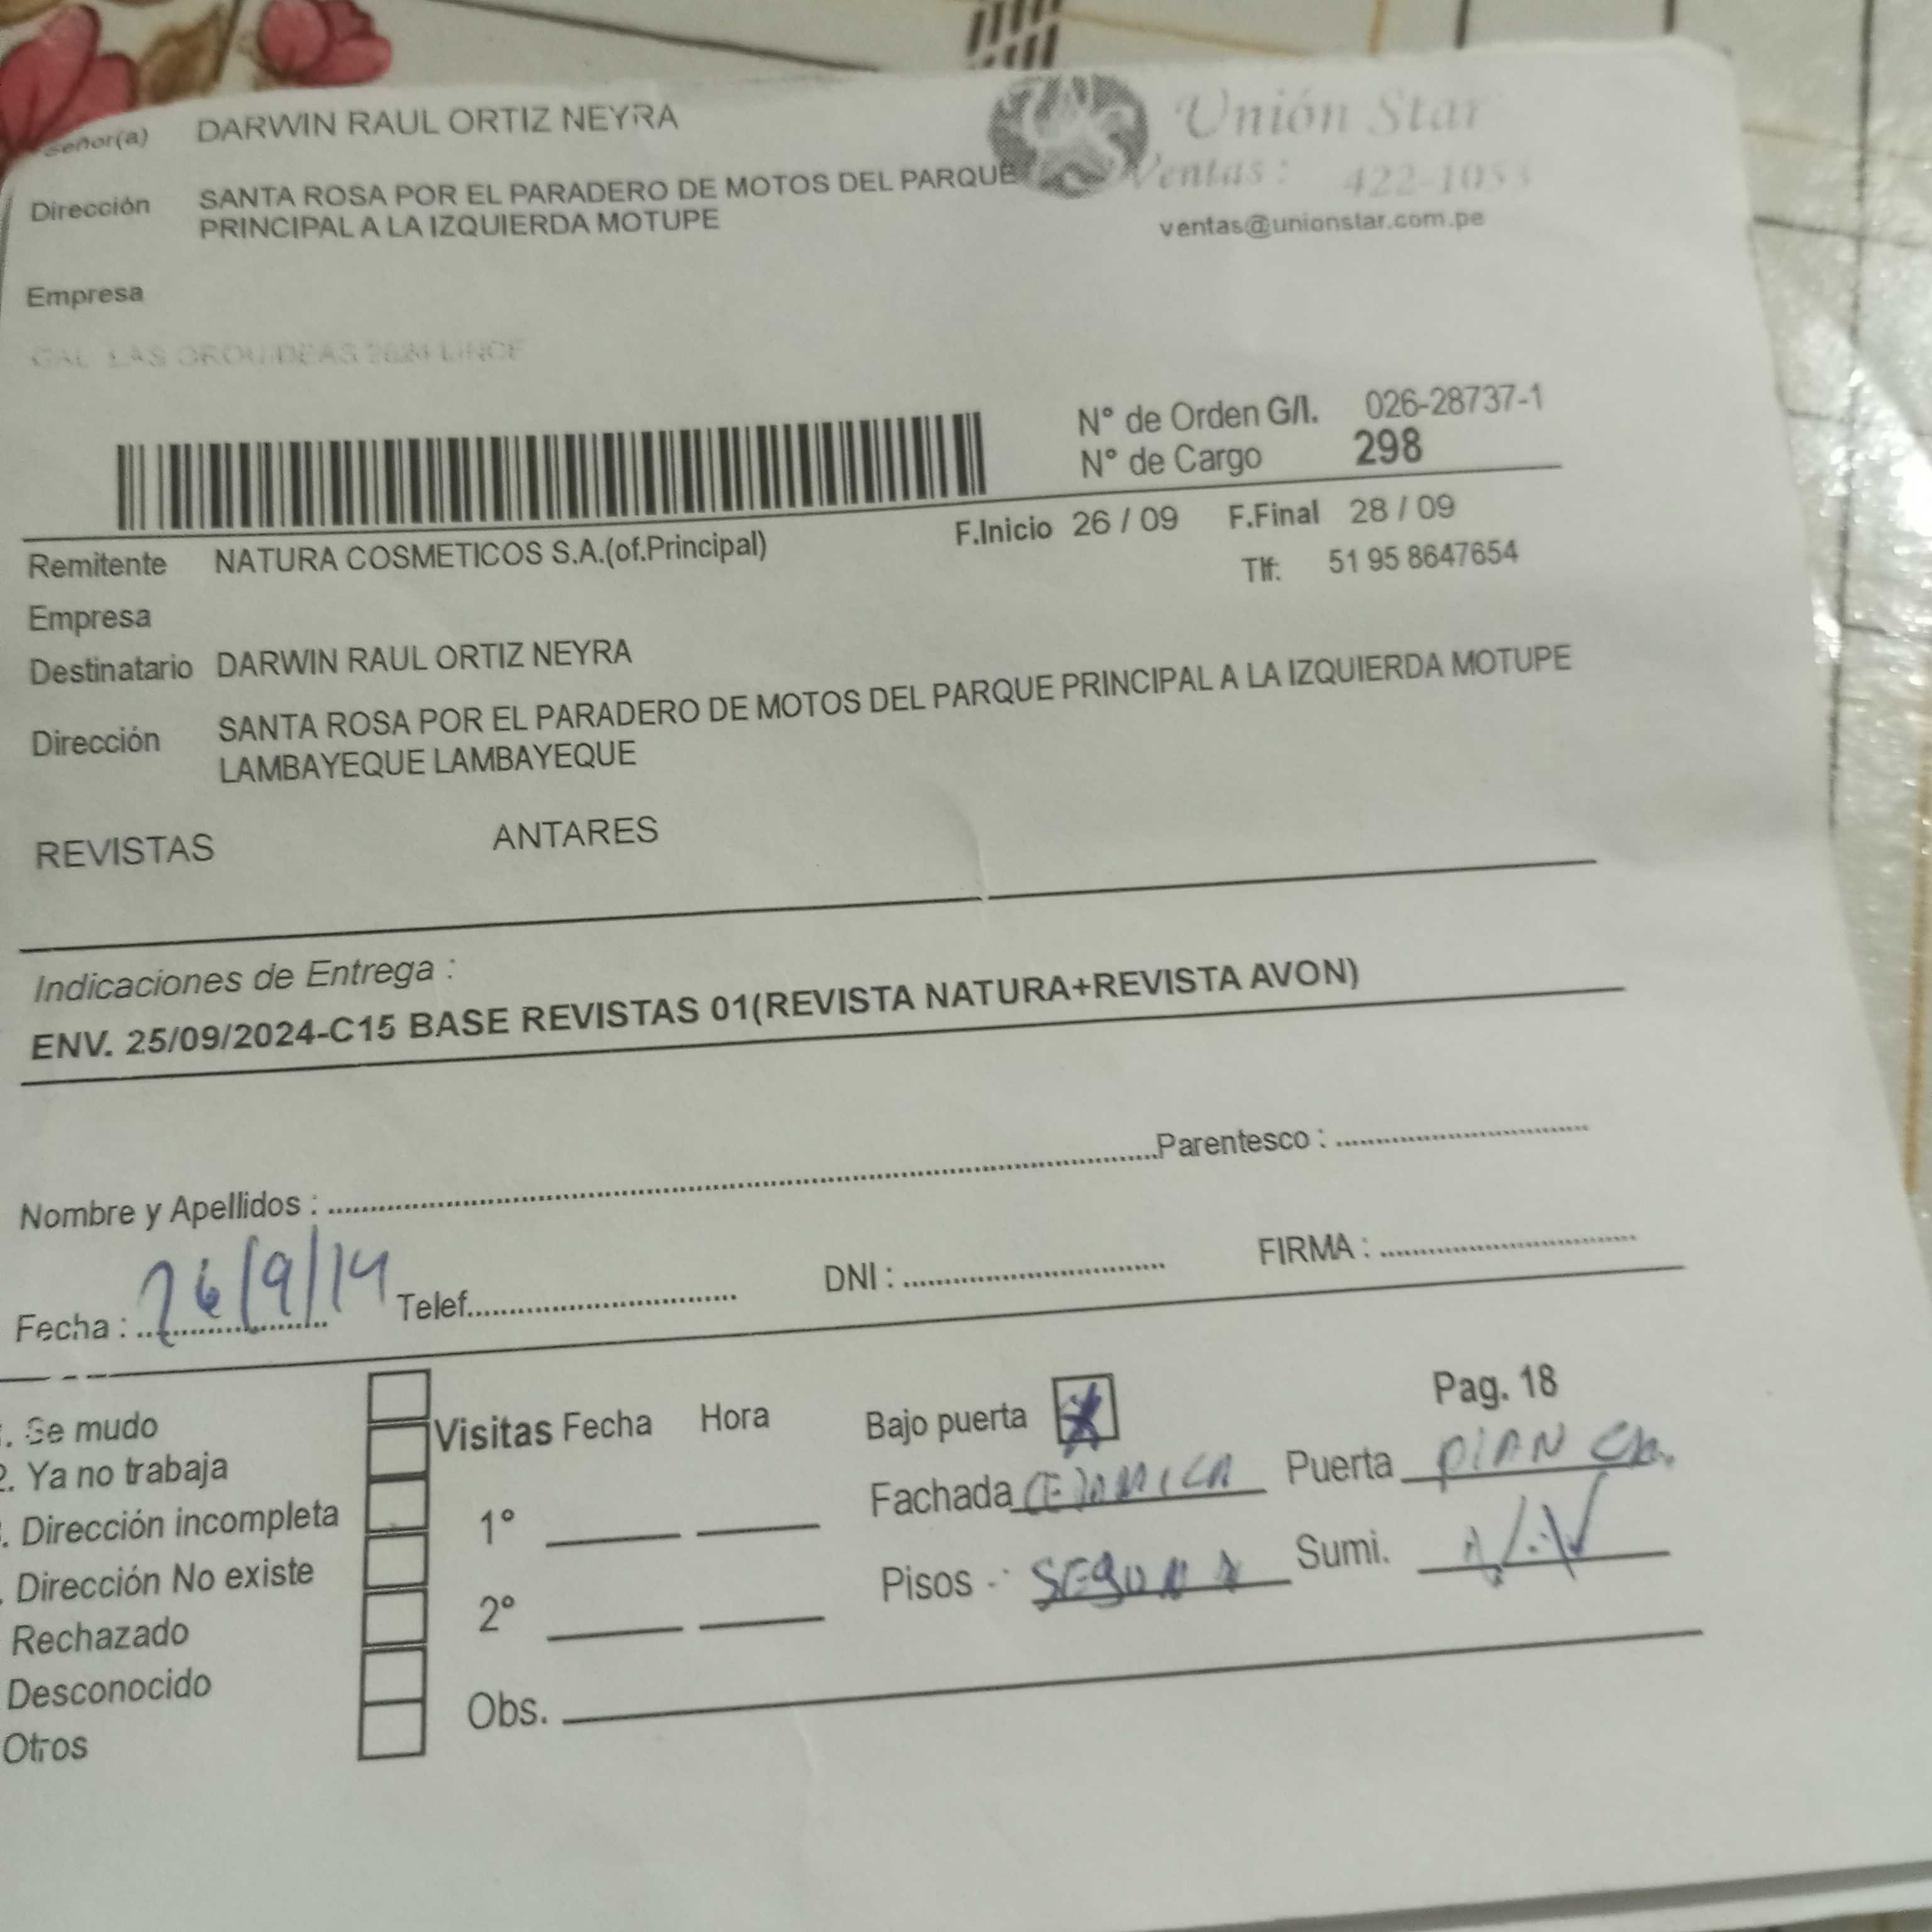 Señor(a) DARWIN RAUL ORTIZ NEYRA
Unión Star
Ventas: 422-1053
ventas@unionstar.com.pe
Dirección SANTA ROSA POR EL PARADERO DE MOTOS DEL PARQUE
PRINCIPAL A LA IZQUIERDA MOTUPE
Empresa
CAL LAS ORQUIDEAS LINCE
N° de Orden G/I. 026-28737-1
N° de Cargo 298
F.Inicio 26 / 09 F.Final 28 / 09
Remitente NATURA COSMETICOS S.A.(of.Principal)
Tlf: 51 95 8647654
Empresa
Destinatario DARWIN RAUL ORTIZ NEYRA
Dirección SANTA ROSA POR EL PARADERO DE MOTOS DEL PARQUE PRINCIPAL A LA IZQUIERDA MOTUPE
LAMBAYEQUE LAMBAYEQUE
REVISTAS ANTARES
Indicaciones de Entrega :
ENV. 25/09/2024-C15 BASE REVISTAS 01(REVISTA NATURA+REVISTA AVON)
Nombre y Apellidos : Parentesco :
Fecha : 26/9/14 Telef. DNI : FIRMA :
. Se mudo
2. Ya no trabaja
. Dirección incompleta
. Dirección No existe
Rechazado
Desconocido
Otros
Visitas Fecha Hora
1°
2°
Obs.
Bajo puerta X
Pag. 18
Fachada CERAMICA Puerta
Pisos Sumi.